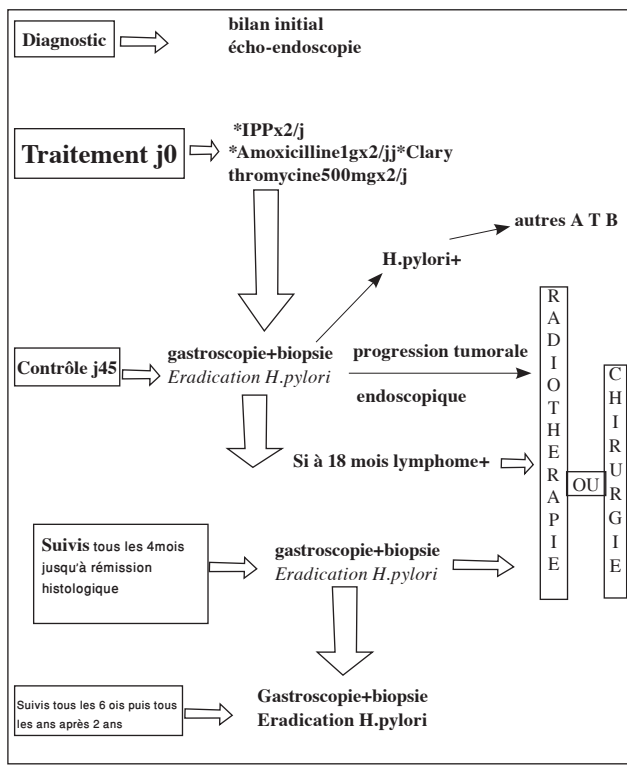 Diagnostic
bilan initial
écho-endoscopie
Traitement j0
*IPPx2/j
*Amoxicilline1gx2/jj*Clary
thromycine500mgx2/j
autres A T B
H.pylori+
Contrôle j45
gastroscopie+biopsie
Eradication H.pylori
progression tumorale
endoscopique
Si à 18 mois lymphome+
RADIOTHERAPIE
OU
CHIRURGIE
Suivis tous les 4mois
jusqu'à rémission
histologique
gastroscopie+biopsie
Eradication H.pylori
Suivis tous les 6 ois puis tous
les ans après 2 ans
Gastroscopie+biopsie
Eradication H.pylori